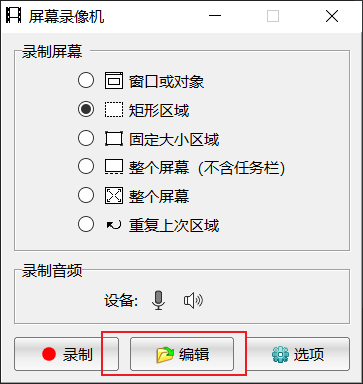 屏幕录像机
录制屏幕
窗口或对象
矩形区域
固定大小区域
整个屏幕（不含任务栏）
整个屏幕
重复上次区域
录制音频
设备:
录制 编辑 选项